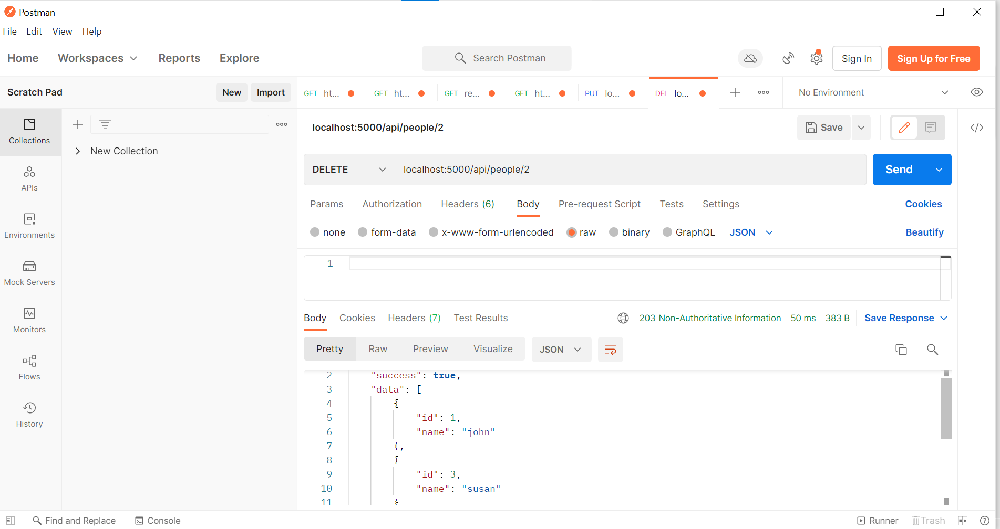 Postman
File Edit View Help
Home Workspaces Reports Explore Search Postman Sign In Sign Up for Free
Scratch Pad New Import GET ht... GET ht... GET re... GET ht... PUT lo... DEL lo... No Environment
Collections
APIs
Environments
Mock Servers
Monitors
Flows
History
New Collection
localhost:5000/api/people/2 Save
DELETE localhost:5000/api/people/2 Send
Params Authorization Headers (6) Body Pre-request Script Tests Settings Cookies
none form-data x-www-form-urlencoded raw binary GraphQL JSON Beautify
1
Body Cookies Headers (7) Test Results 203 Non-Authoritative Information 50 ms 383 B Save Response
Pretty Raw Preview Visualize JSON
2 "success": true,
3 "data": [
4 {
5 "id": 1,
6 "name": "john"
7 },
8 {
9 "id": 3,
10 "name": "susan"
11 }
Find and Replace Console Runner Trash